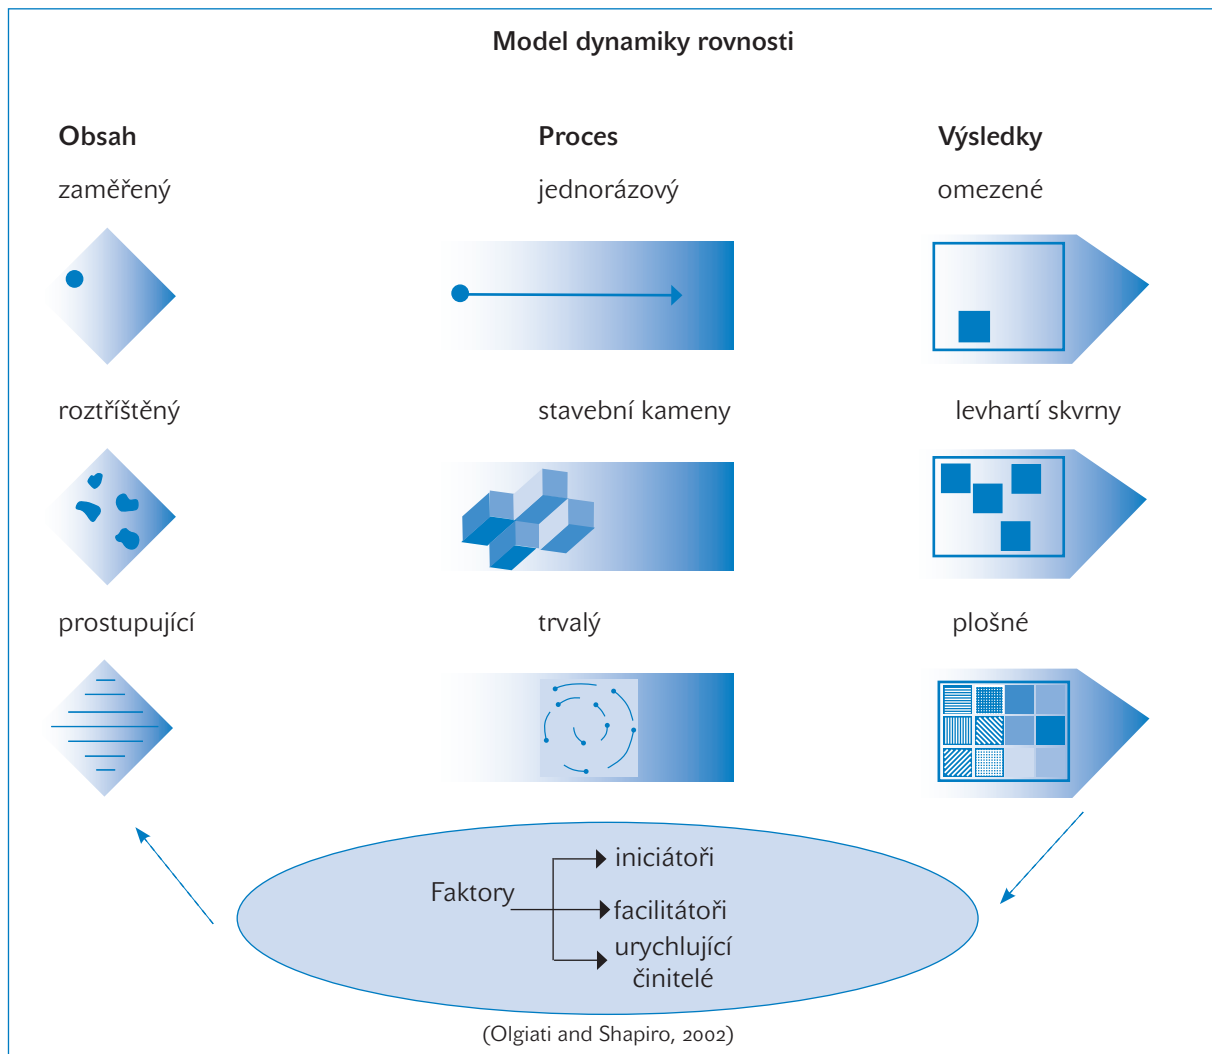 Model dynamiky rovnosti
Obsah
Proces
Výsledky
zaměřený
jednorázový
omezené
roztříštěný
stavební kameny
levhartí skvrny
prostupující
trvalý
plošné
Faktory
iniciátoři
facilitátoři
urychlující
činitelé
(Olgiati and Shapiro, 2002)